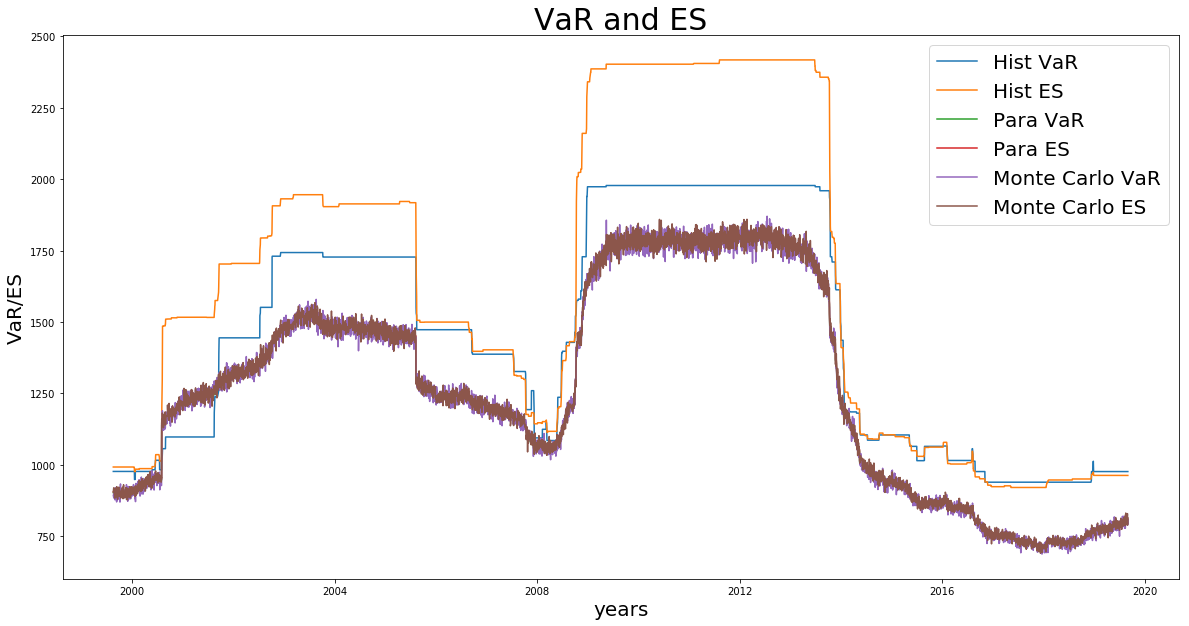 VaR and ES
2500
2250
2000
1750
1500
1250
1000
750
VaR/ES
Hist VaR
Hist ES
Para VaR
Para ES
Monte Carlo VaR
Monte Carlo ES
2000 2004 2008 2012 2016 2020
years